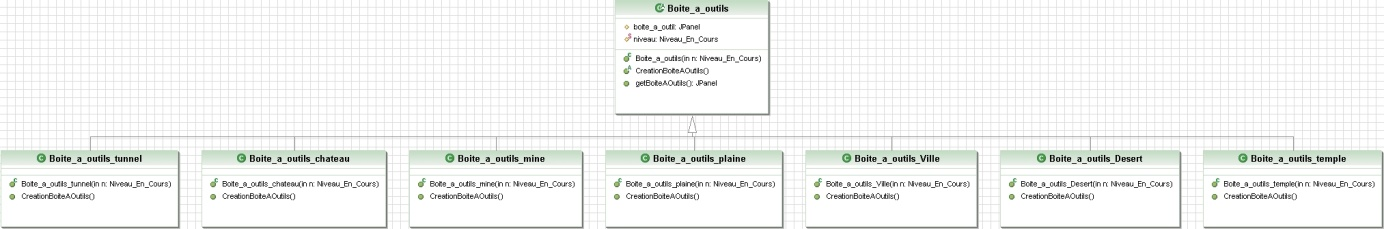 Boite_a_outils
boite_a_outil: JPanel
niveau: Niveau_En_Cours
Boite_a_outils(in n: Niveau_En_Cours)
CreationBoiteAOutils()
getBoiteAOutils(): JPanel
Boite_a_outils_tunnel
Boite_a_outils_tunnel(in n: Niveau_En_Cours)
CreationBoiteAOutils()
Boite_a_outils_chateau
Boite_a_outils_chateau(in n: Niveau_En_Cours)
CreationBoiteAOutils()
Boite_a_outils_mine
Boite_a_outils_mine(in n: Niveau_En_Cours)
CreationBoiteAOutils()
Boite_a_outils_plaine
Boite_a_outils_plaine(in n: Niveau_En_Cours)
CreationBoiteAOutils()
Boite_a_outils_Ville
Boite_a_outils_Ville(in n: Niveau_En_Cours)
CreationBoiteAOutils()
Boite_a_outils_Desert
Boite_a_outils_Desert(in n: Niveau_En_Cours)
CreationBoiteAOutils()
Boite_a_outils_temple
Boite_a_outils_temple(in n: Niveau_En_Cours)
CreationBoiteAOutils()